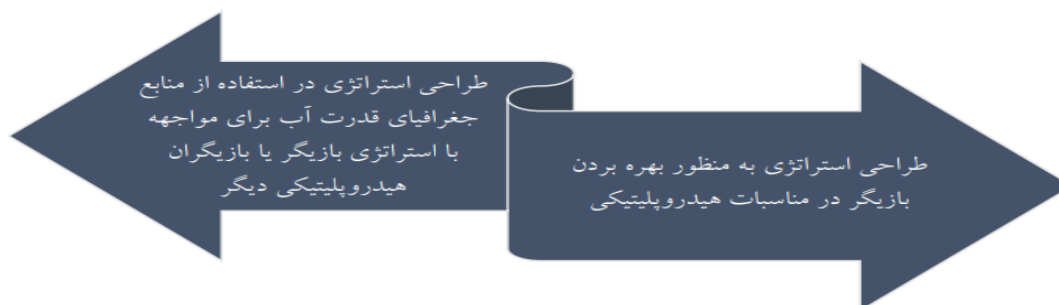 طراحی استراتژی به منظور بهره بردن
بازیگر در مناسبات هیدروپلیتیکی
طراحی استراتژی در استفاده از منابع
جغرافیای قدرت آب برای مواجهه
با استراتژی بازیگر یا بازیگران
هیدروپلیتیکی دیگر